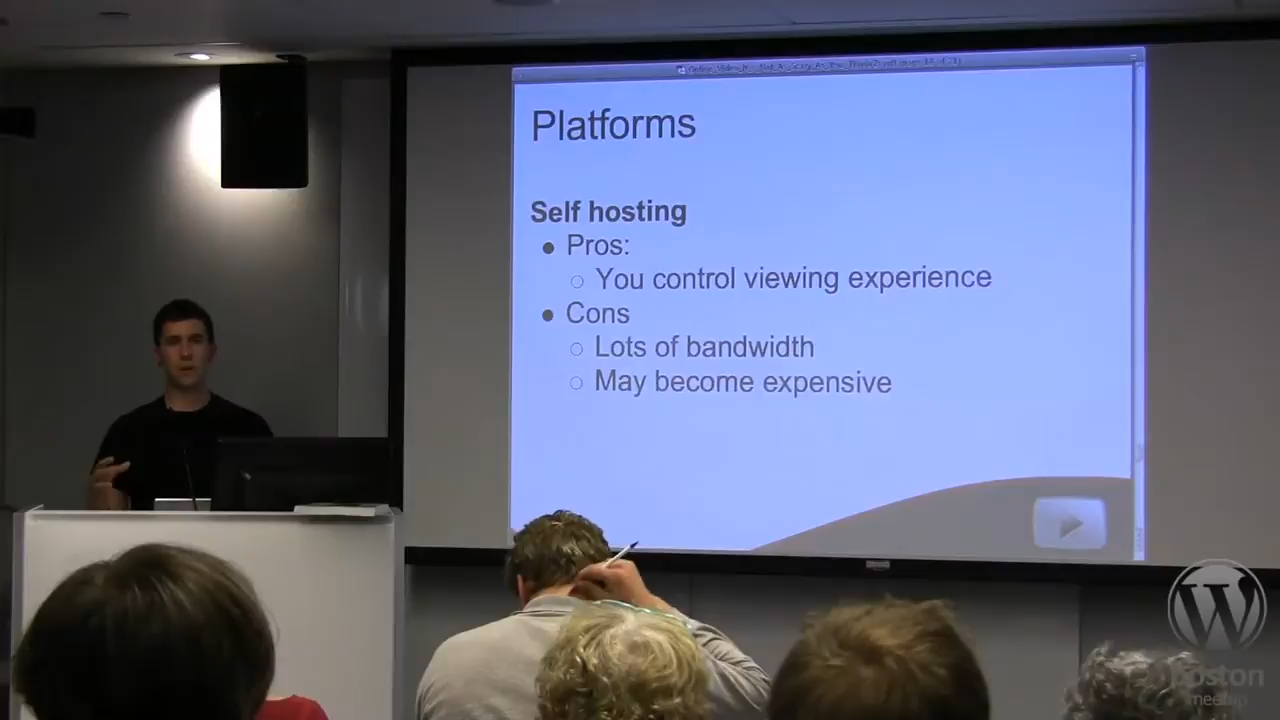 Platforms
Self hosting
Pros:
You control viewing experience
Cons
Lots of bandwidth
May become expensive
boston
meetup